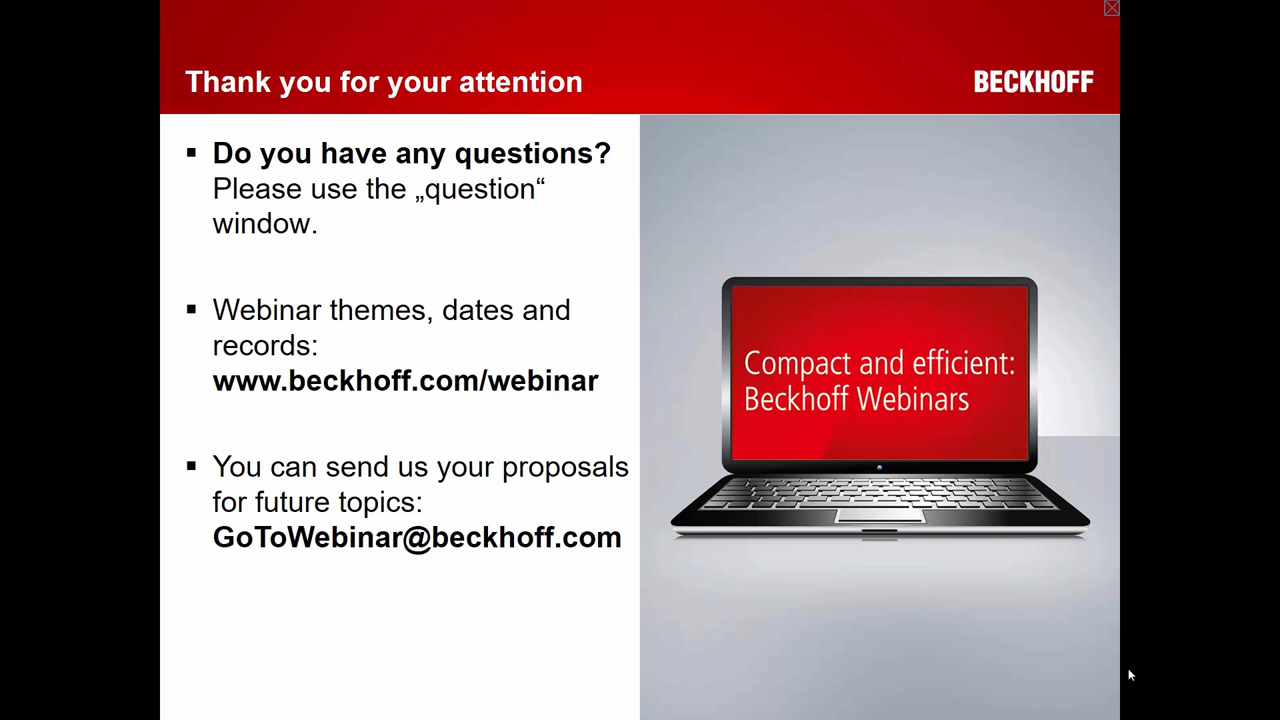 Thank you for your attention
BECKHOFF
▪ Do you have any questions?
Please use the „question“
window.
▪ Webinar themes, dates and
records:
www.beckhoff.com/webinar
▪ You can send us your proposals
for future topics:
GoToWebinar@beckhoff.com
Compact and efficient:
Beckhoff Webinars